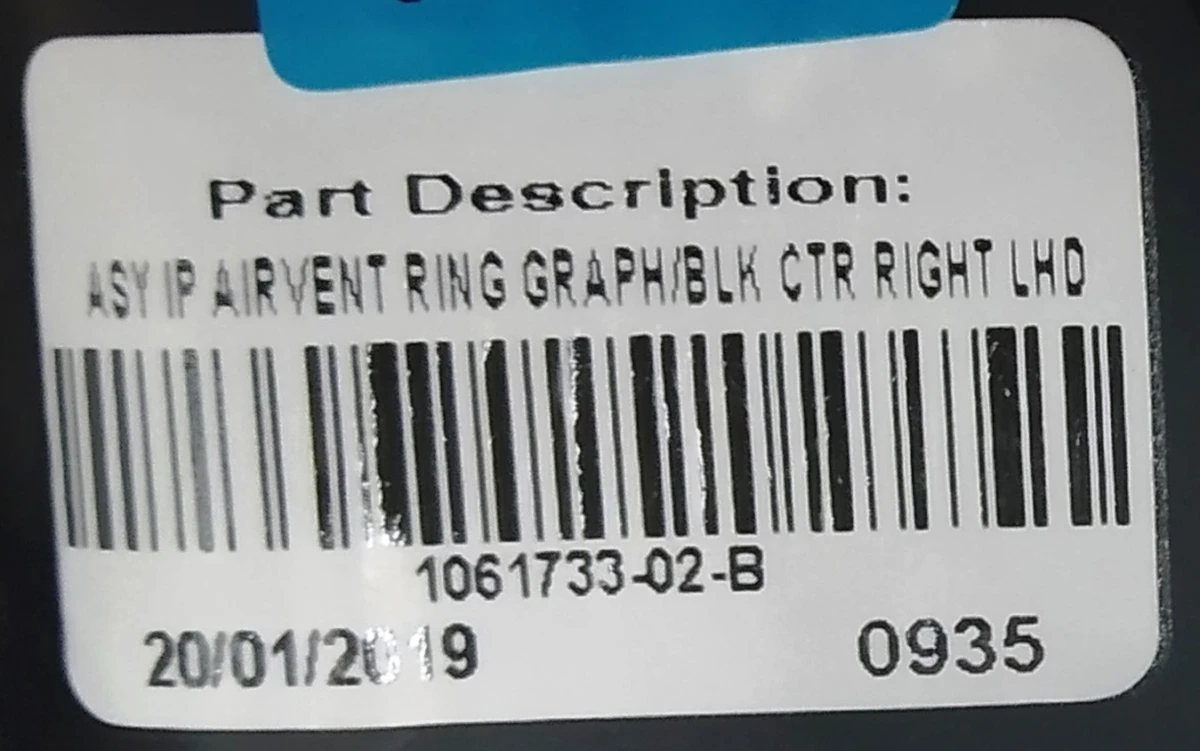 Part Description:
ASY IP AIRVENT RING GRAPH/BLK CTR RIGHT LHD
1061733-02-B
20/01/2019 0935